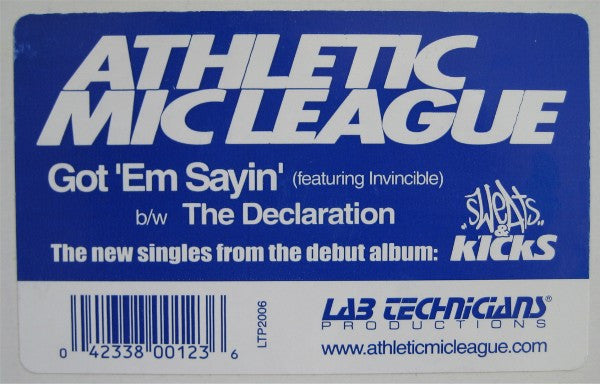 ATHLETIC
MIC LEAGUE
Got 'Em Sayin' (featuring Invincible)
b/w The Declaration
The new singles from the debut album:
SWEATS
& KICKS
LTP2006
0 42338 00123 6
LAB TECHNICIANS®
PRODUCTIONS
www.athleticmicleague.com